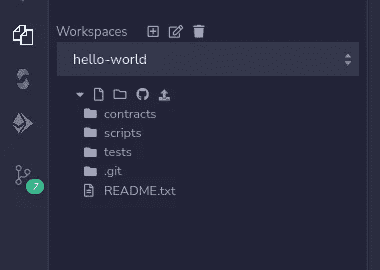 Workspaces
hello-world
contracts
scripts
tests
.git
README.txt
7